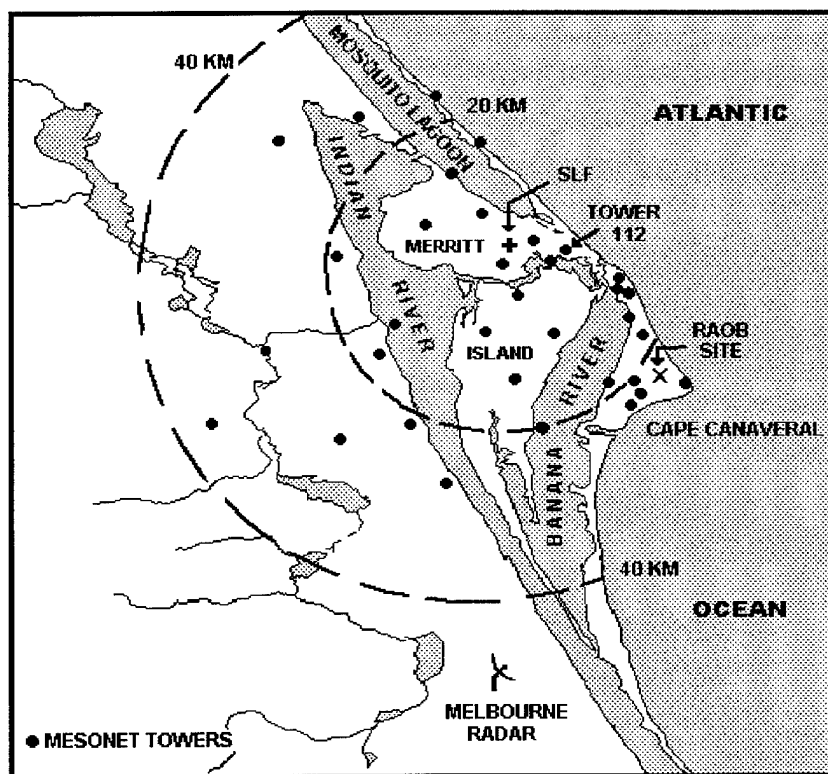 40 KM
MOSQUITO LAGOON
20 KM
ATLANTIC
INDIAN
RIVER
SLF
TOWER
112
MERRITT
ISLAND
RIVER
BANANA
RAOB
SITE
CAPE CANAVERAL
40 KM
OCEAN
MELBOURNE
RADAR
MESONET TOWERS